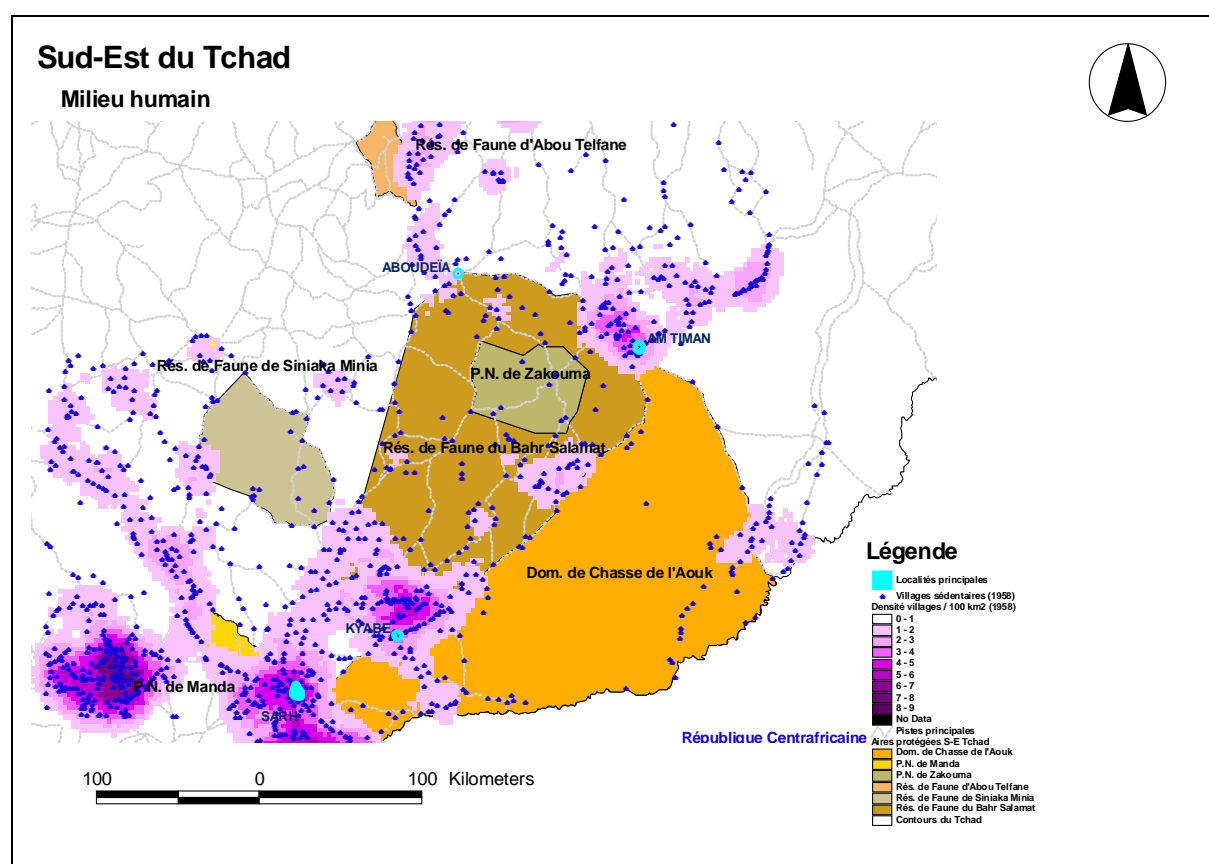 Sud-Est du Tchad
Milieu humain
Rés. de Faune d'Abou Telfane
ABOUDEÏA
AM TIMAN
Rés. de Faune de Siniaka Minia
P.N. de Zakouma
Rés. de Faune du Bahr Salamat
Dom. de Chasse de l'Aouk
KYABE
P.N. de Manda
SARH
République Centrafricaine
Légende
Localités principales
Villages sédentaires (1958)
Densité villages / 100 km2 (1958)
0 - 1
1 - 2
2 - 3
3 - 4
4 - 5
5 - 6
6 - 7
7 - 8
8 - 9
No Data
Pistes principales
Aires protégées S-E Tchad
Dom. de Chasse de l'Aouk
P.N. de Manda
P.N. de Zakouma
Rés. de Faune d'Abou Telfane
Rés. de Faune de Siniaka Minia
Rés. de Faune du Bahr Salamat
Contours du Tchad
100 0 100 Kilometers